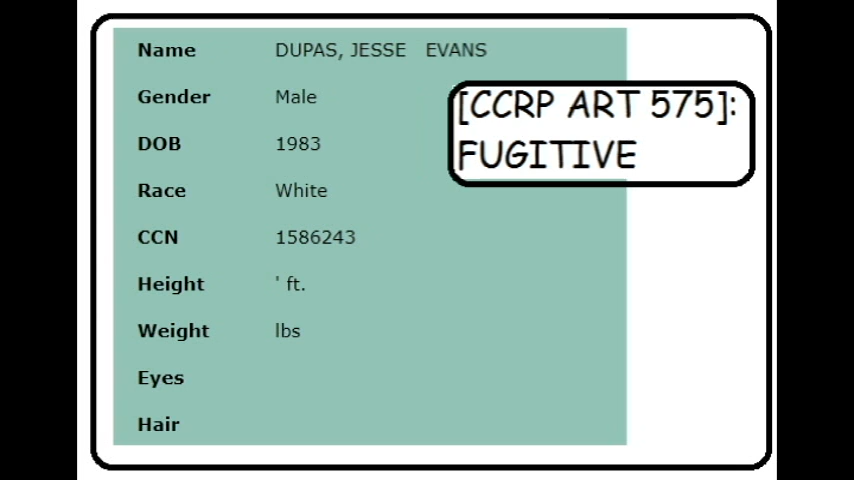 Name DUPAS, JESSE EVANS
Gender Male
[CCRP ART 575]:
FUGITIVE
DOB 1983
Race White
CCN 1586243
Height ' ft.
Weight lbs
Eyes
Hair